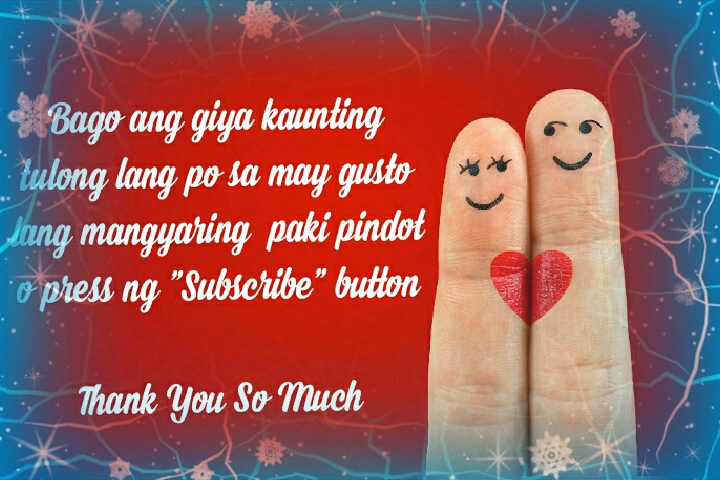 Bago ang giya kaunting
tulong lang po sa may gusto
lang mangyaring paki pindot
o press ng "Subscribe" button
Thank You So Much